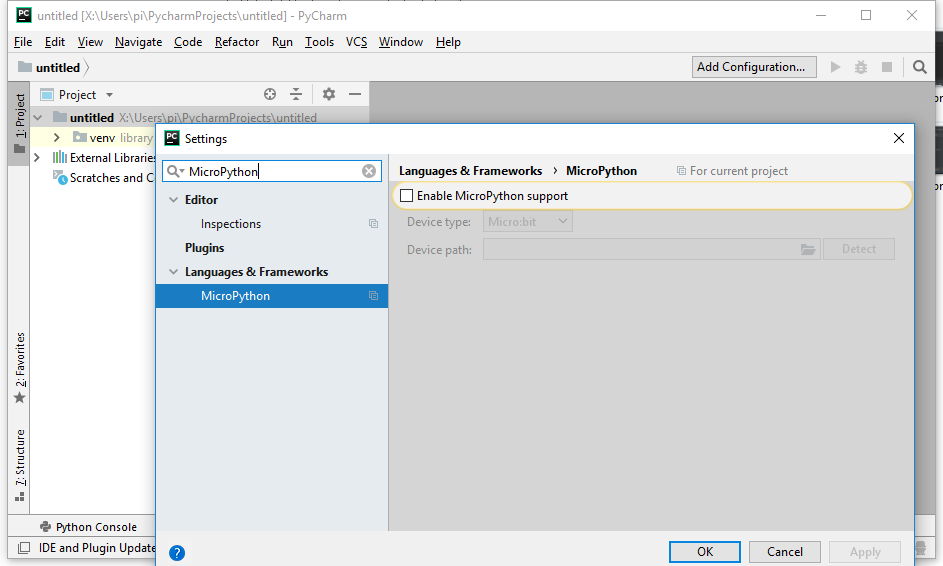 PC untitled [X:\Users\pi\PycharmProjects\untitled] - PyCharm
File Edit View Navigate Code Refactor Run Tools VCS Window Help
untitled Add Configuration...
1: Project
Project
untitled X:\Users\pi\PycharmProjects\untitled
venv library
External Libraries
Scratches and C
2: Favorites
7: Structure
Python Console
IDE and Plugin Update
PC Settings
MicroPython
Editor
Inspections
Plugins
Languages & Frameworks
MicroPython
Languages & Frameworks › MicroPython For current project
Enable MicroPython support
Device type: Micro:bit
Device path: Detect
? OK Cancel Apply